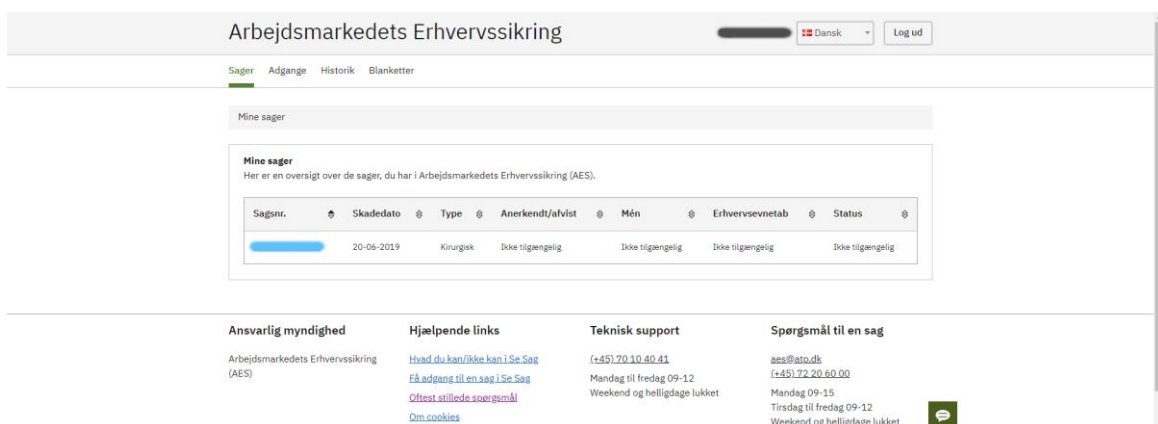 Arbejdsmarkedets Erhvervssikring
Dansk
Log ud
Sager Adgange Historik Blanketter
Mine sager
Mine sager
Her er en oversigt over de sager, du har i Arbejdsmarkedets Erhvervssikring (AES).
Sagsnr. Skadedato Type Anerkendt/afvist Mén Erhvervsevnetab Status
20-06-2019 Kirurgisk Ikke tilgængelig Ikke tilgængelig Ikke tilgængelig Ikke tilgængelig
Ansvarlig myndighed
Arbejdsmarkedets Erhvervssikring
(AES)
Hjælpende links
Hvad du kan/ikke kan i Se Sag
Få adgang til en sag i Se Sag
Oftest stillede spørgsmål
Om cookies
Teknisk support
(+45) 70 10 40 41
Mandag til fredag 09-12
Weekend og helligdage lukket
Spørgsmål til en sag
aes@atp.dk
(+45) 72 20 60 00
Mandag 09-15
Tirsdag til fredag 09-12
Weekend og helligdage lukket